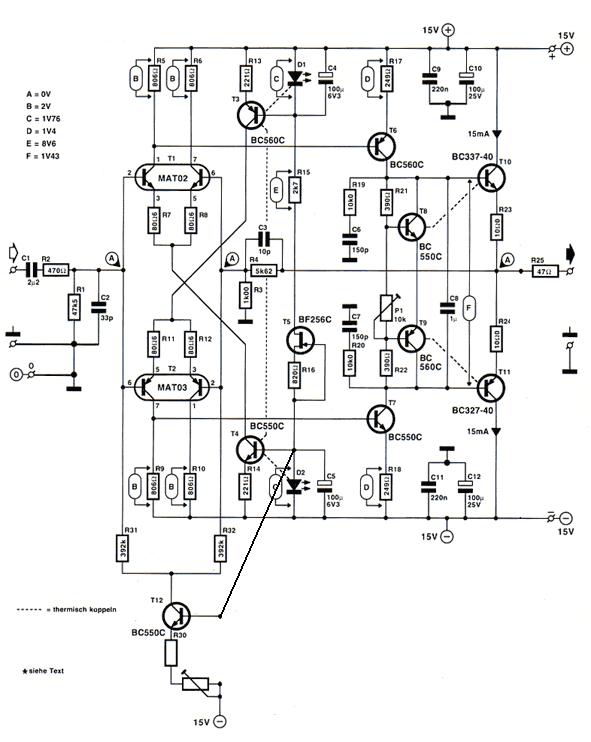 15V +
15V
+
R5
R6
R13
D1
C4
R17
C9
C10
B
806Ω
B
806Ω
221Ω
C
100µ
6V3
D
249Ω
220n
100µ
25V
A = 0V
B = 2V
C = 1V76
D = 1V4
E = 8V6
F = 1V43
T3
BC560C
T6
BC560C
15mA
BC337-40
T10
1
7
T1
2
MAT02
6
3
5
R15
E
2k7
R19
R21
10k0
390Ω
T8
BC
550C
R7
R8
80Ω6
80Ω6
R23
10Ω0
C6
150p
C3
10p
A
A
A
C1
R2
2µ2
470Ω
R4
5k62
R25
47Ω
R1
47k5
C2
33p
R3
1k00
0
BF256C
T5
C7
150p
P1
10k
C8
1µ
F
R24
10Ω0
R11
R12
80Ω6
80Ω6
T9
BC
560C
R20
10k0
R22
390Ω
R16
820Ω
5
3
T2
6
MAT03
2
7
1
T11
BC327-40
T7
BC550C
BC550C
T4
15mA
R9
R10
R14
D2
C5
R18
C11
C12
B
806Ω
B
806Ω
221Ω
C
100µ
6V3
D
249Ω
220n
100µ
25V
15V −
−
15V
R31
R32
392k
392k
T12
BC550C
R30
----- = thermisch koppeln
★siehe Text
15V −